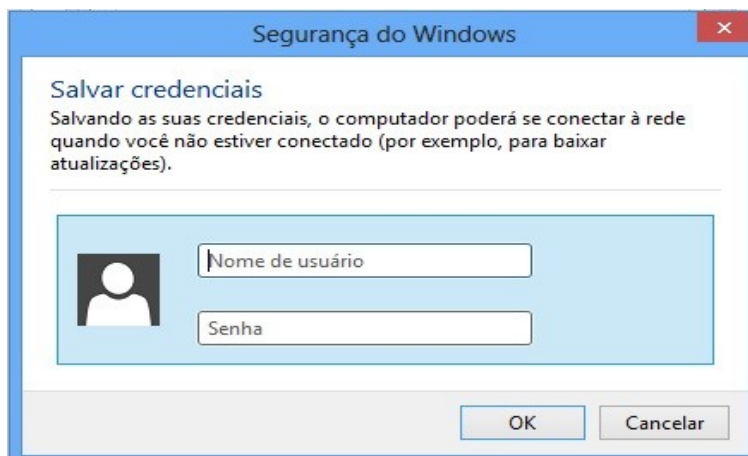 Segurança do Windows
Salvar credenciais
Salvando as suas credenciais, o computador poderá se conectar à rede
quando você não estiver conectado (por exemplo, para baixar
atualizações).
Nome de usuário
Senha
OK
Cancelar